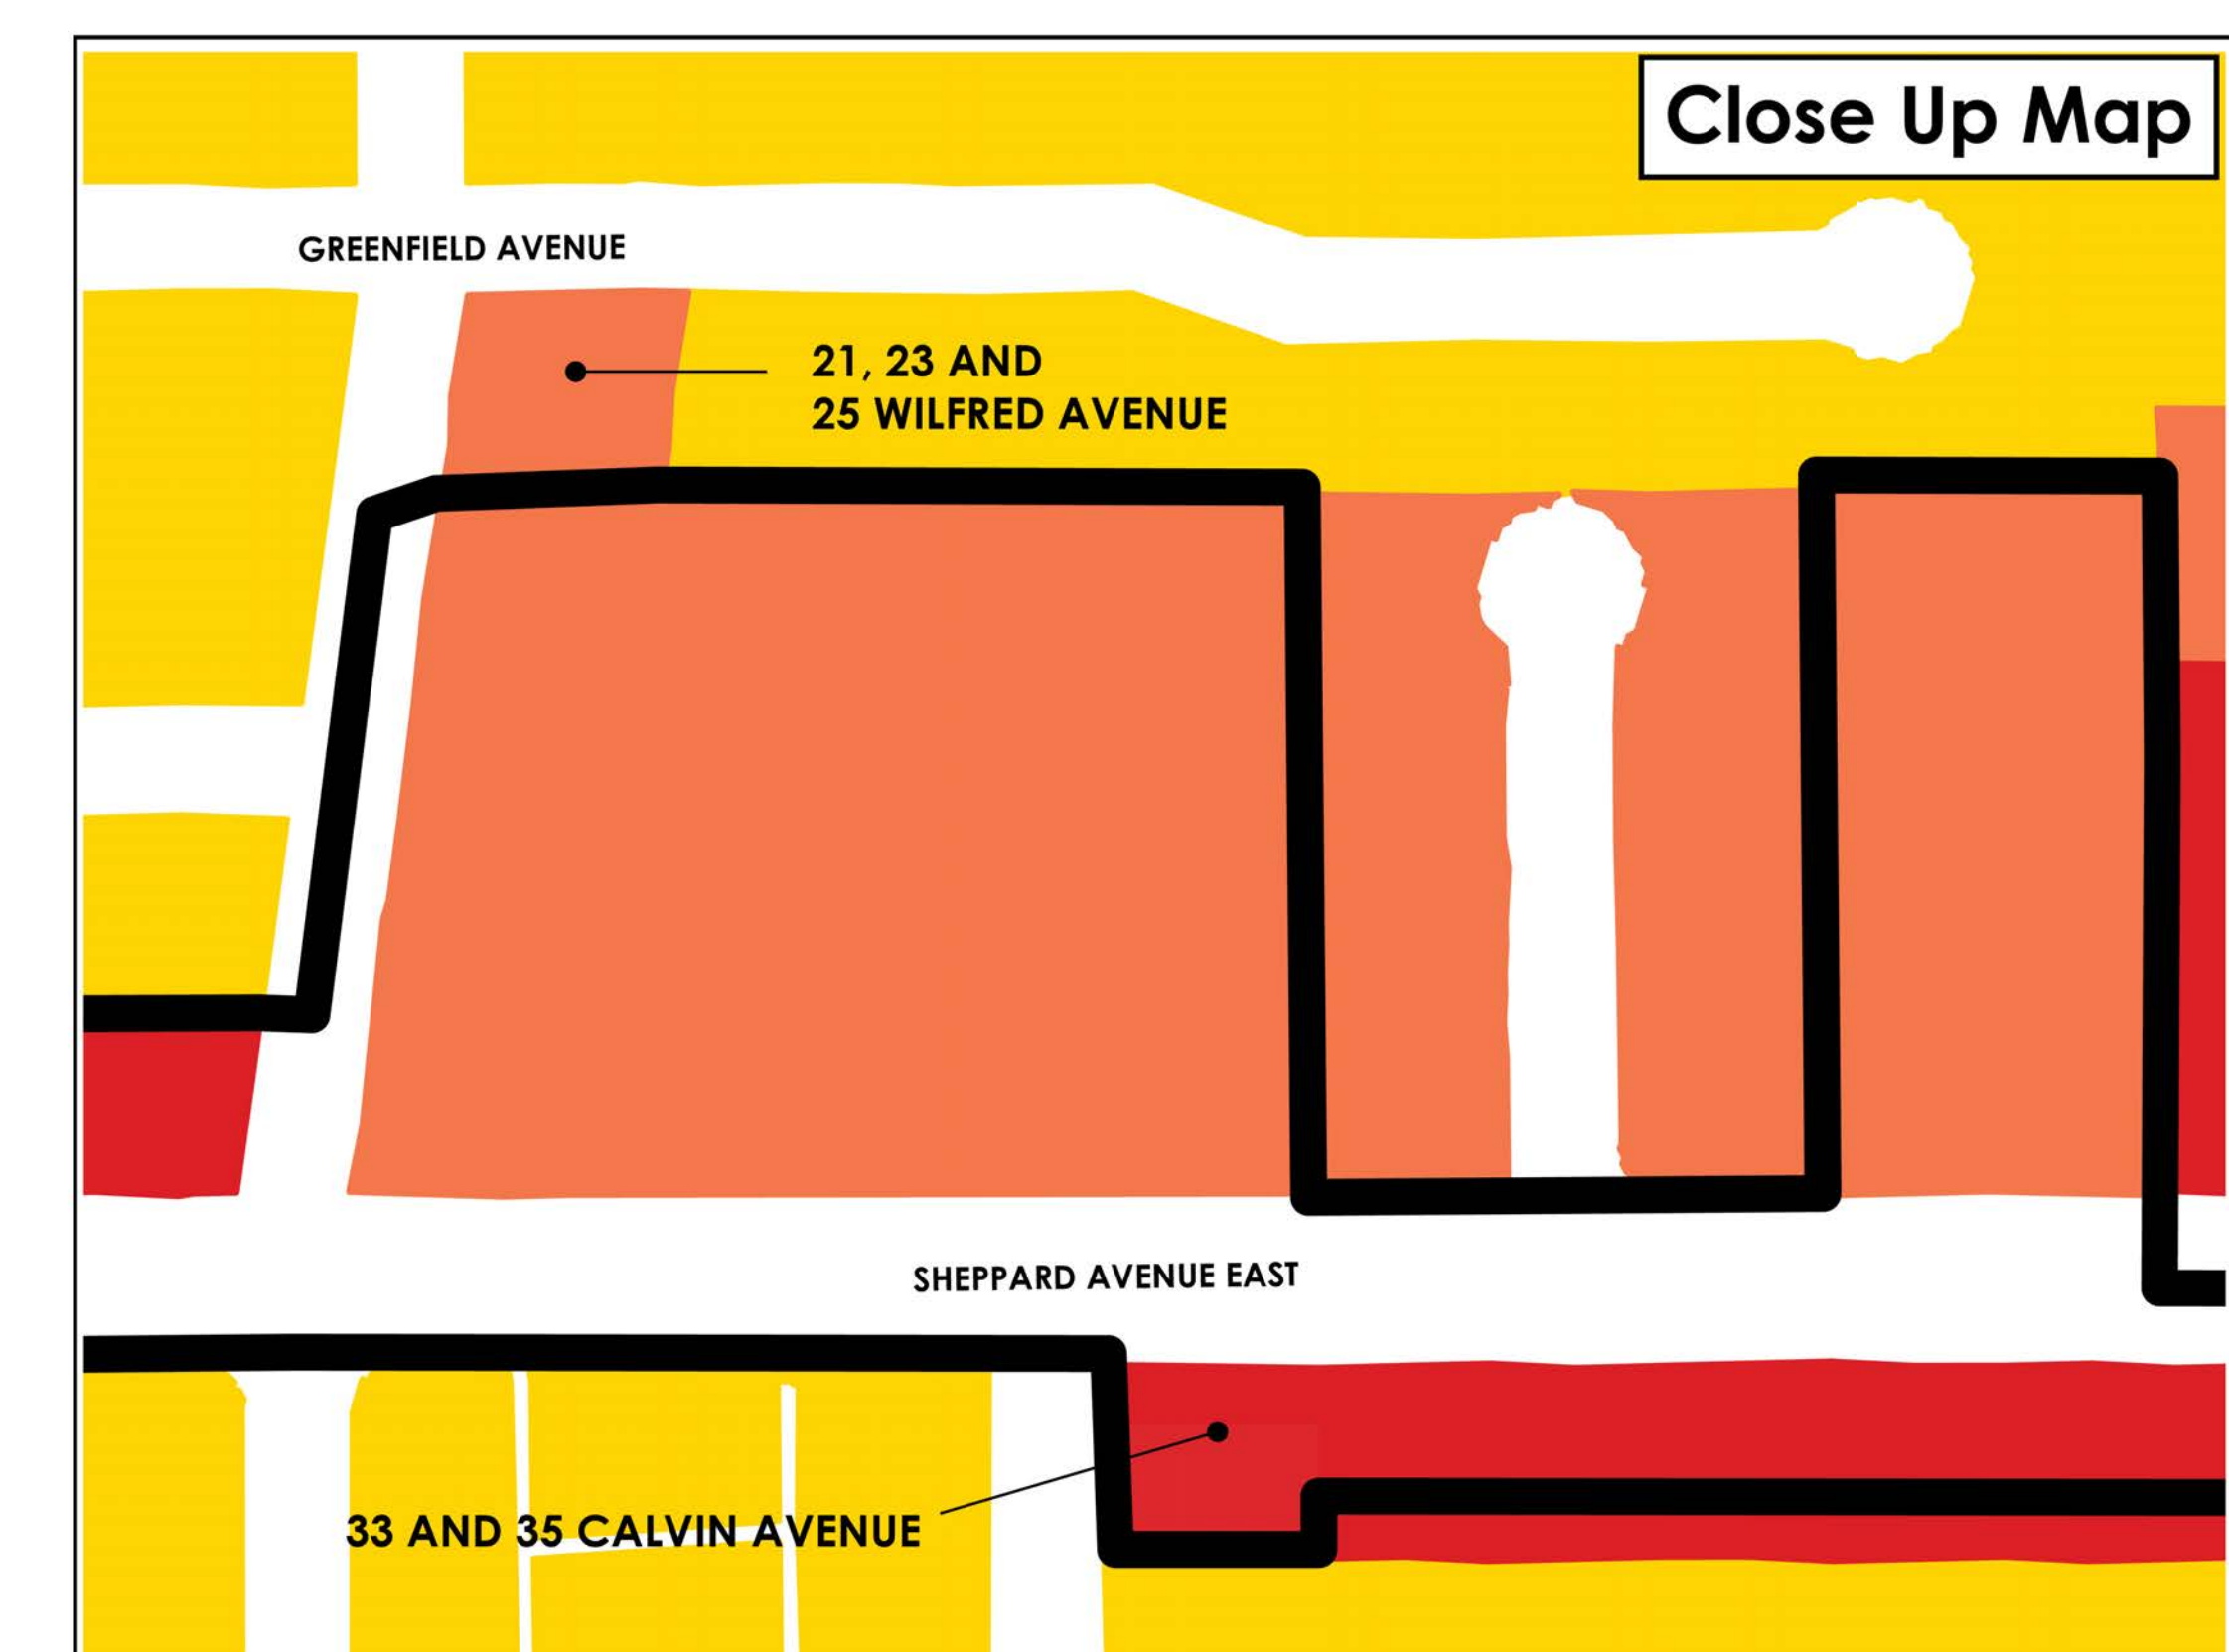 Close Up Map
GREENFIELD AVENUE
21, 23 AND
25 WILFRED AVENUE
SHEPPARD AVENUE EAST
33 AND 35 CALVIN AVENUE